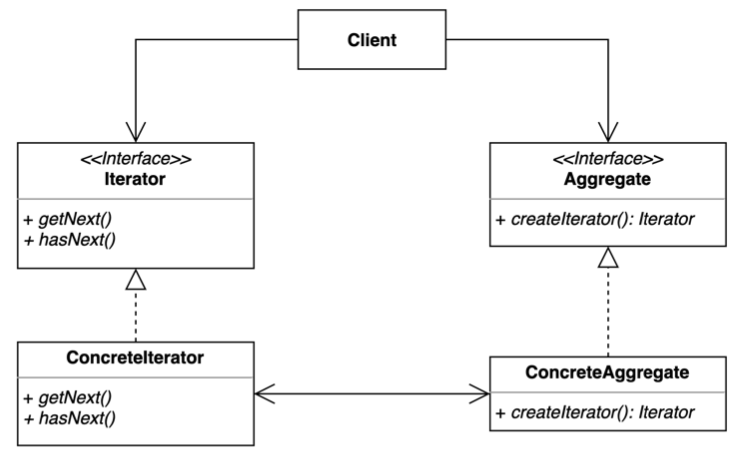 Client
<<Interface>>
Iterator
+ getNext()
+ hasNext()
<<Interface>>
Aggregate
+ createIterator(): Iterator
ConcreteIterator
+ getNext()
+ hasNext()
ConcreteAggregate
+ createIterator(): Iterator